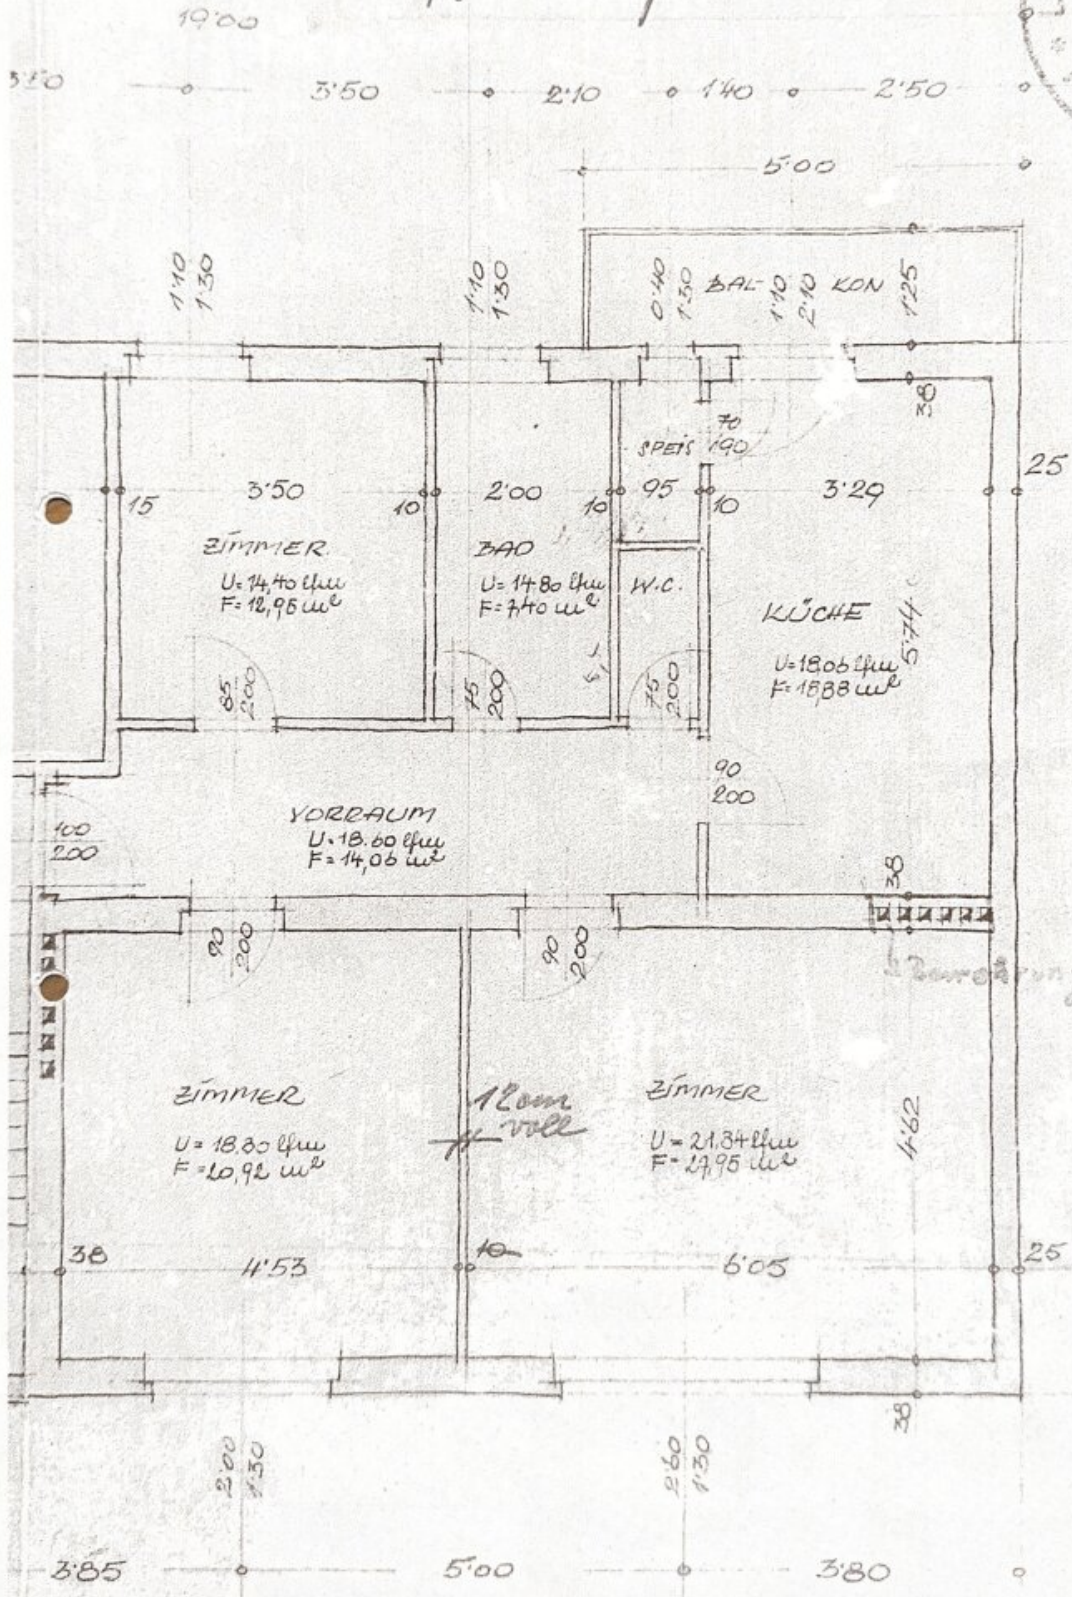 19'00
3'50
3'50
2'10
1'40
2'50
5'00
1'10
1'30
1'10
1'30
0'40
1'30
BAL-
1'10
2'10
KON
1'25
38
70
190
SPEIS
25
15
3'50
10
2'00
10
95
10
3'29
ZIMMER
U=14,40 lfm
F=12,95 m²
BAD
U=14,80 lfm
F=7,40 m²
W.C.
KÜCHE
U=18,06 lfm
F=18,88 m²
5'74
85
200
75
200
75
200
90
200
VORRAUM
U=18.60 lfm
F=14,06 m²
100
200
38
90
200
90
200
ZIMMER
U=18.30 lfm
F=20,92 m²
12cm
voll
ZIMMER
U=21,34 lfm
F=27,95 m²
4'62
38
4'53
10
6'05
25
38
2'00
1'30
2'60
1'30
3'85
5'00
3'80